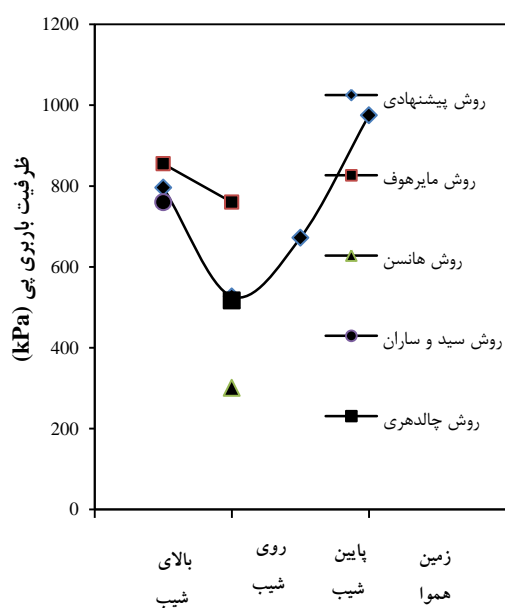 1200
1000
800
600
400
200
0
ظرفیت باربری پی (kPa)
روش پیشنهادی
روش مایرهوف
روش هانسن
روش سید و ساران
روش چالدهری
بالای
شیب
روی
شیب
پایین
شیب
زمین
هموا